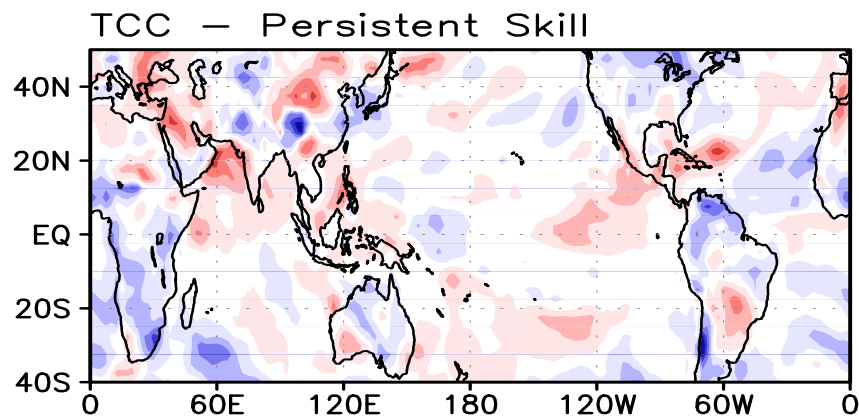 TCC – Persistent Skill
40N
20N
EQ
20S
40S
0 60E 120E 180 120W 60W 0